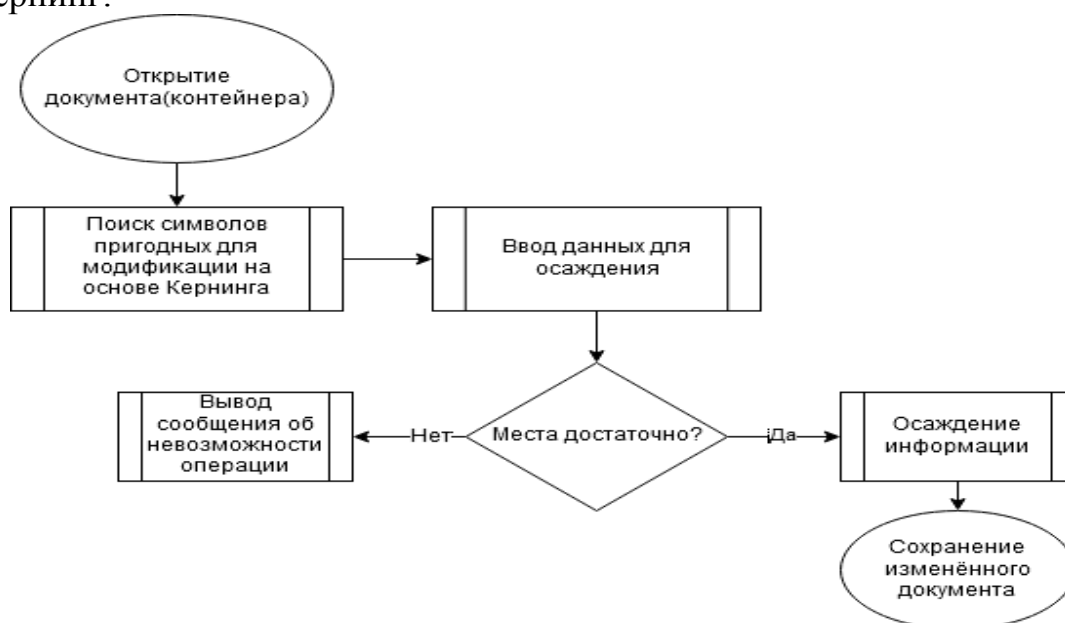 Открытие
документа(контейнера)
Поиск символов
пригодных для
модификации на
основе Кернинга
Ввод данных для
осаждения
Места достаточно?
Нет
Вывод
сообщения об
невозможности
операции
Да
Осаждение
информации
Сохранение
изменённого
документа